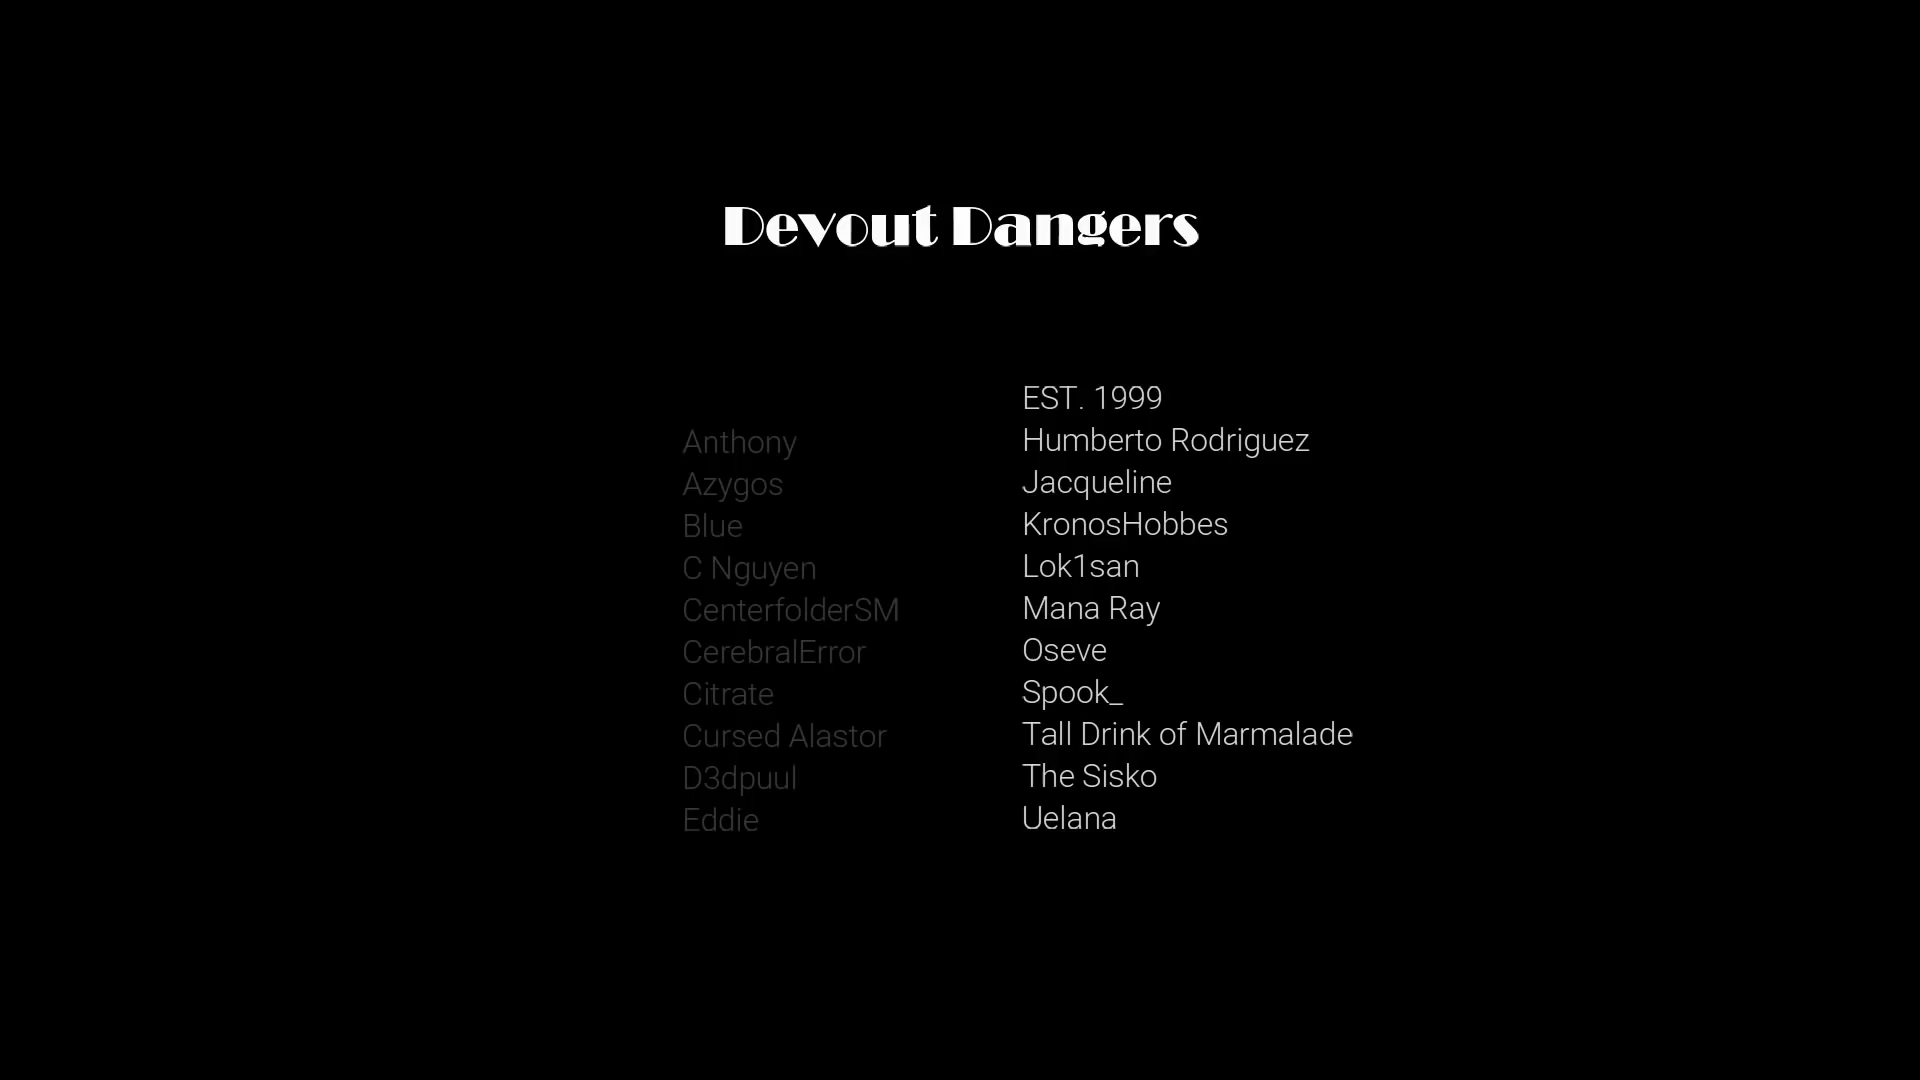 Devout Dangers
Anthony
Azygos
Blue
C Nguyen
CenterfolderSM
CerebralError
Citrate
Cursed Alastor
D3dpuul
Eddie
EST. 1999
Humberto Rodriguez
Jacqueline
KronosHobbes
Lok1san
Mana Ray
Oseve
Spook_
Tall Drink of Marmalade
The Sisko
Uelana